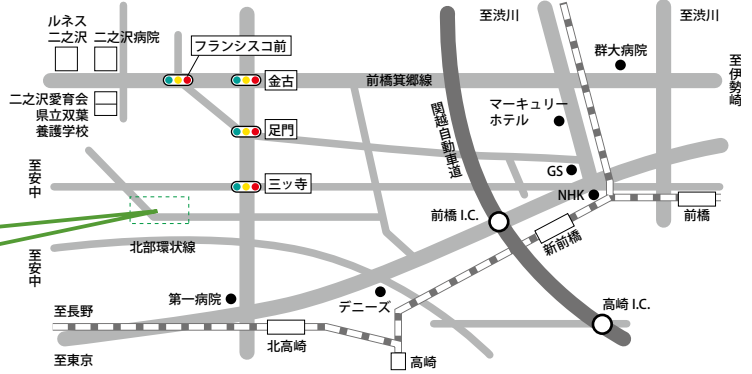 ルネス
二之沢
二之沢病院
フランシスコ前
至渋川
至渋川
群大病院
至伊勢崎
金古
前橋箕郷線
二之沢愛育会
県立双葉
養護学校
マーキュリー
ホテル
関越自動車道
足門
至安中
三ッ寺
GS
NHK
前橋 I.C.
前橋
新前橋
北部環状線
至安中
第一病院
デニーズ
至長野
高崎 I.C.
北高崎
至東京
高崎